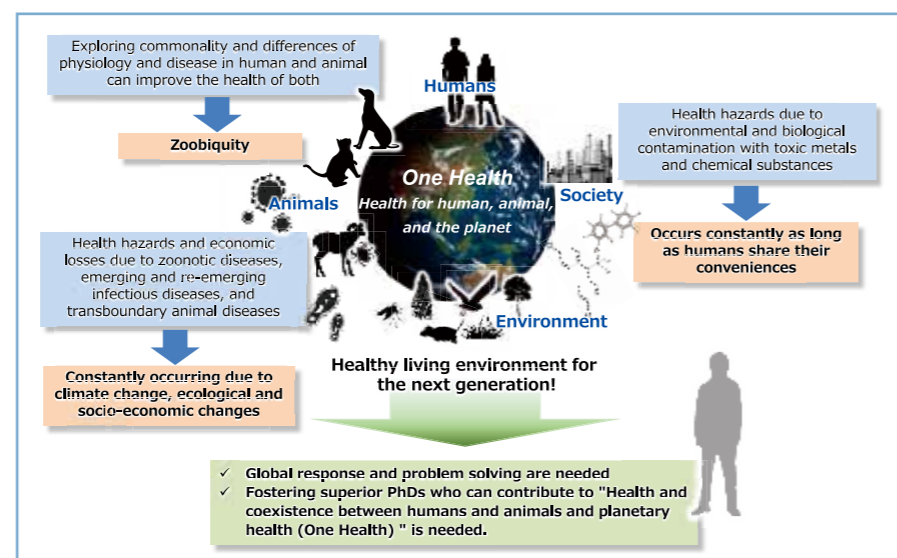 Exploring commonality and differences of
physiology and disease in human and animal
can improve the health of both
Zoobiquity
Humans
Health hazards due to
environmental and biological
contamination with toxic metals
and chemical substances
One Health
Health for human, animal,
and the planet
Animals
Society
Occurs constantly as long
as humans share their
conveniences
Health hazards and economic
losses due to zoonotic diseases,
emerging and re-emerging
infectious diseases, and
transboundary animal diseases
Environment
Constantly occurring due to
climate change, ecological and
socio-economic changes
Healthy living environment for
the next generation!
✓ Global response and problem solving are needed
✓ Fostering superior PhDs who can contribute to "Health and
coexistence between humans and animals and planetary
health (One Health) " is needed.